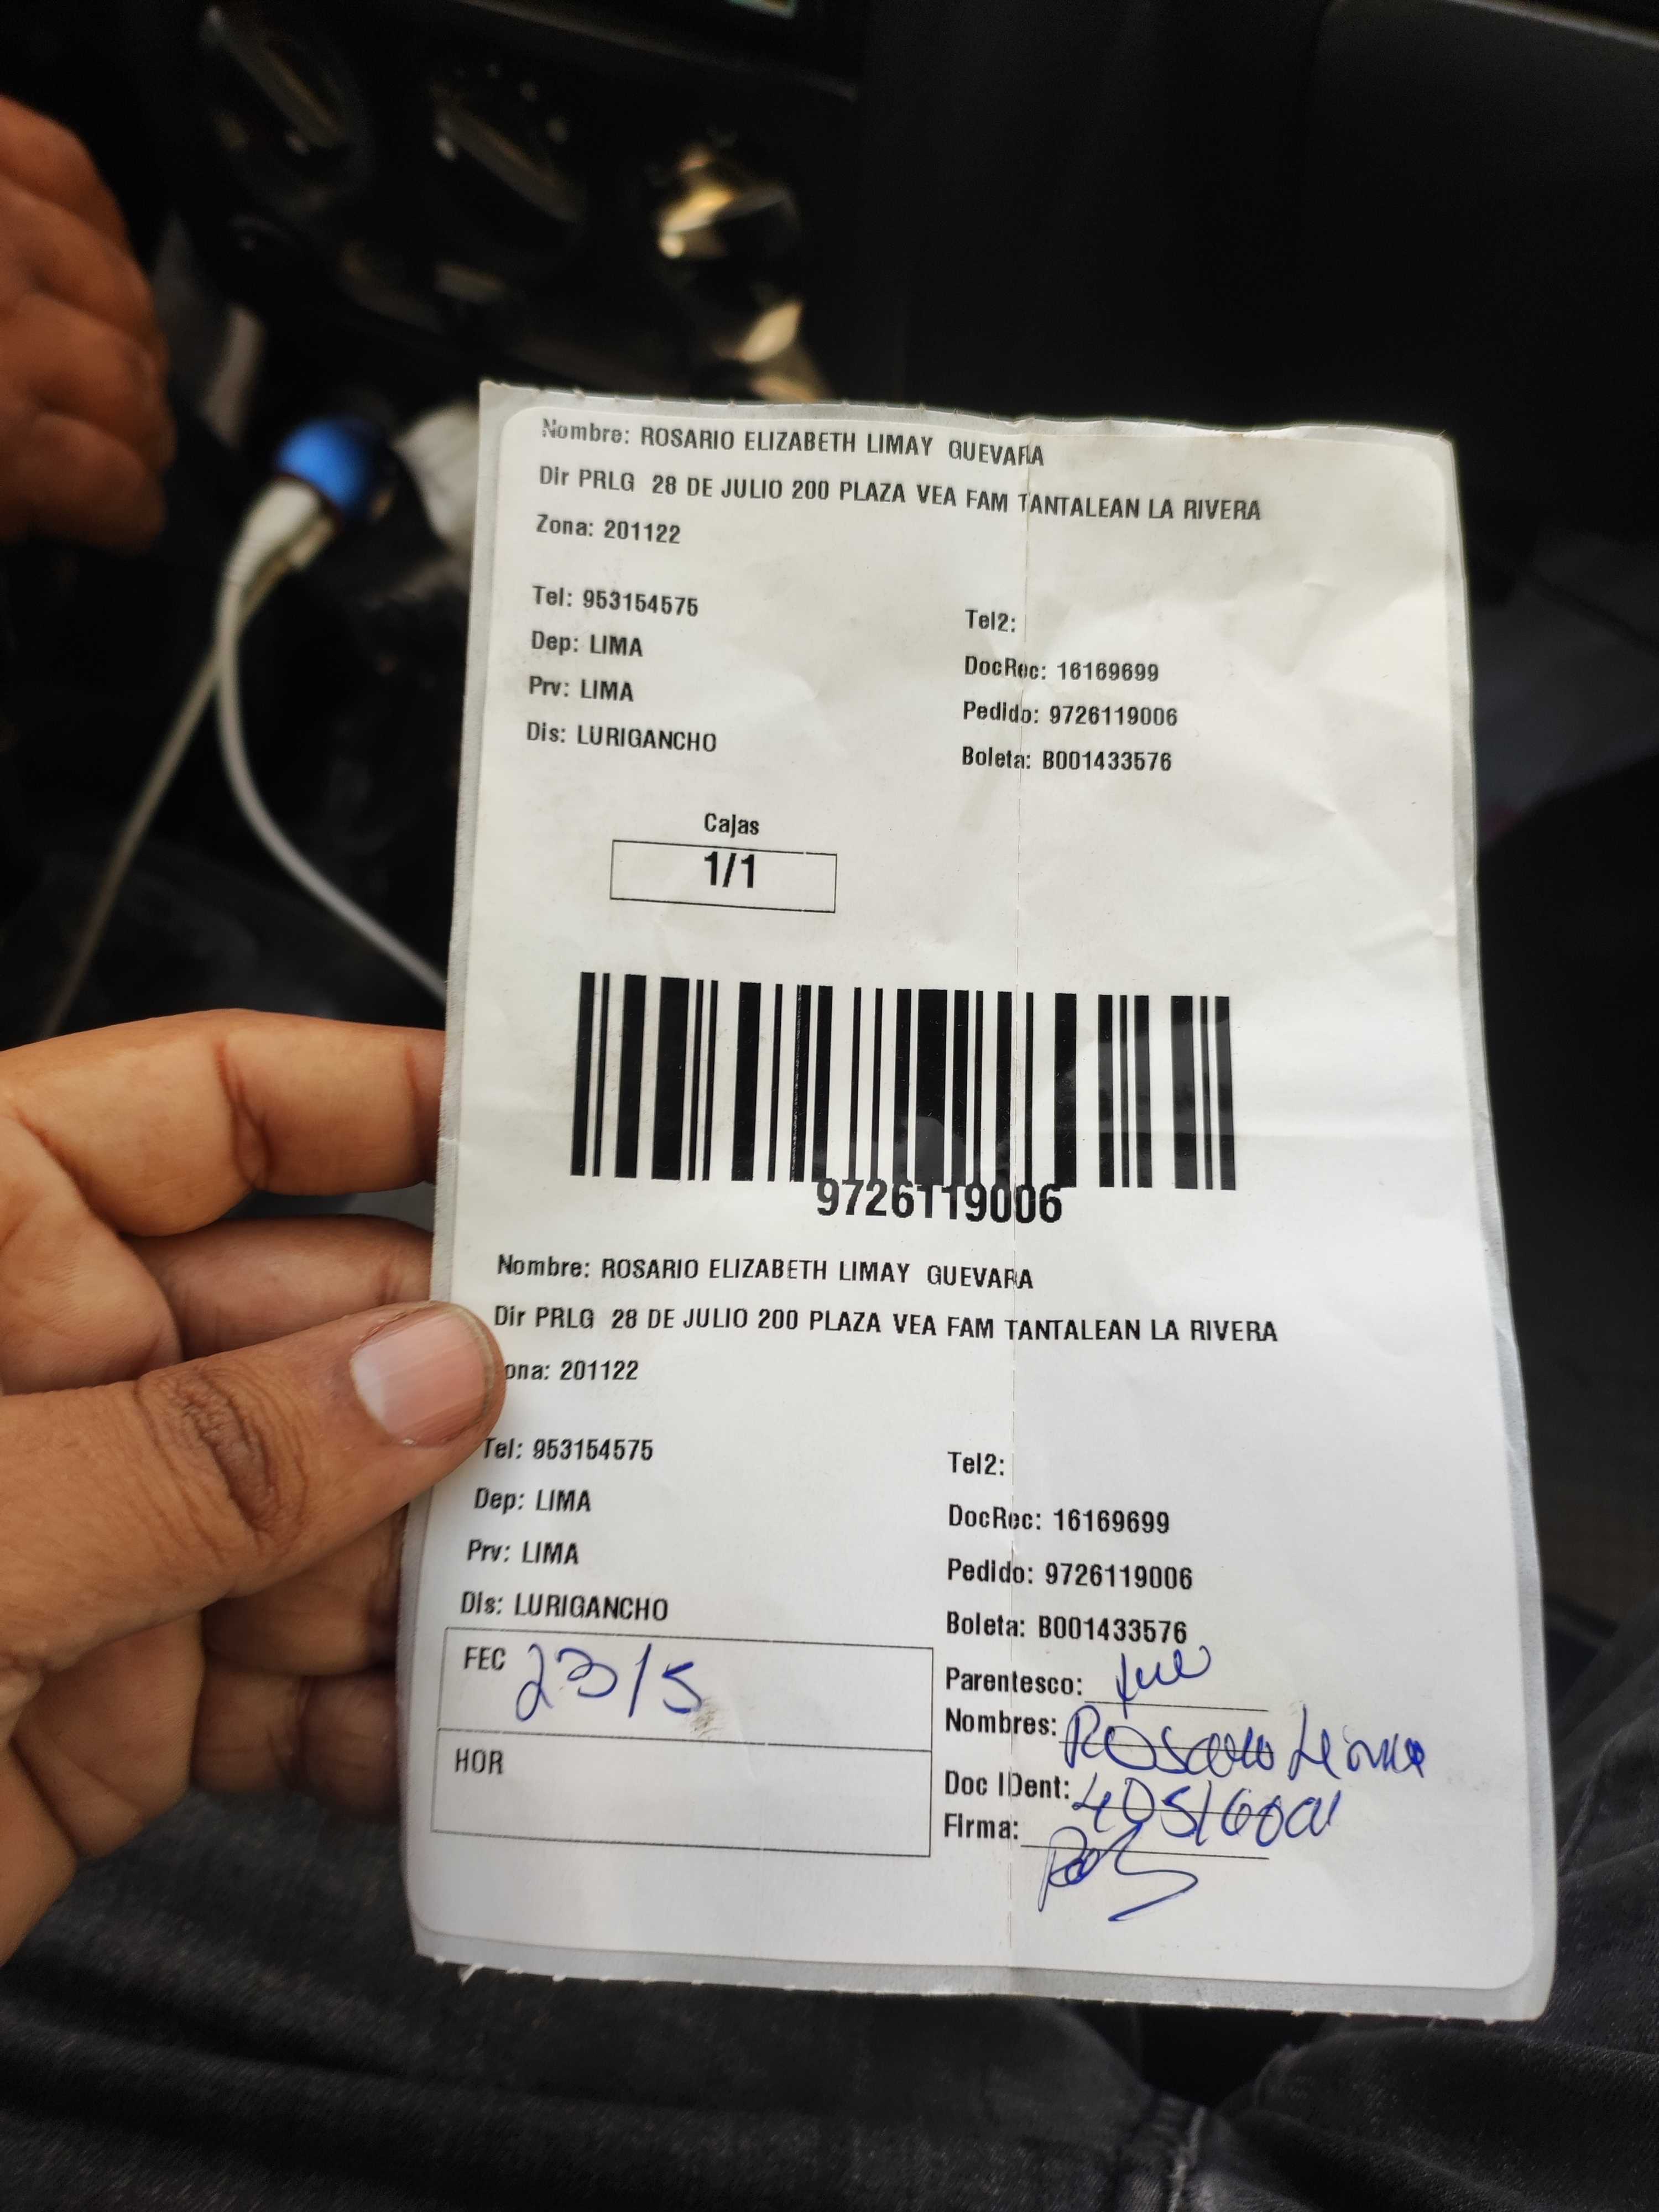 Nombre: ROSARIO ELIZABETH LIMAY GUEVARA
Dir PRLG 28 DE JULIO 200 PLAZA VEA FAM TANTALEAN LA RIVERA
Zona: 201122
Tel: 953154575
Tel2:
Dep: LIMA
DocRec: 16169699
Prv: LIMA
Pedido: 9726119006
Dis: LURIGANCHO
Boleta: B001433576
Cajas
1/1
9726119006
Nombre: ROSARIO ELIZABETH LIMAY GUEVARA
Dir PRLG 28 DE JULIO 200 PLAZA VEA FAM TANTALEAN LA RIVERA
ona: 201122
Tel: 953154575
Tel2:
Dep: LIMA
DocRec: 16169699
Prv: LIMA
Pedido: 9726119006
Dis: LURIGANCHO
Boleta: B001433576
FEC 23/5
Parentesco:
Nombres: Rosario
HOR
Doc IDent:
Firma: